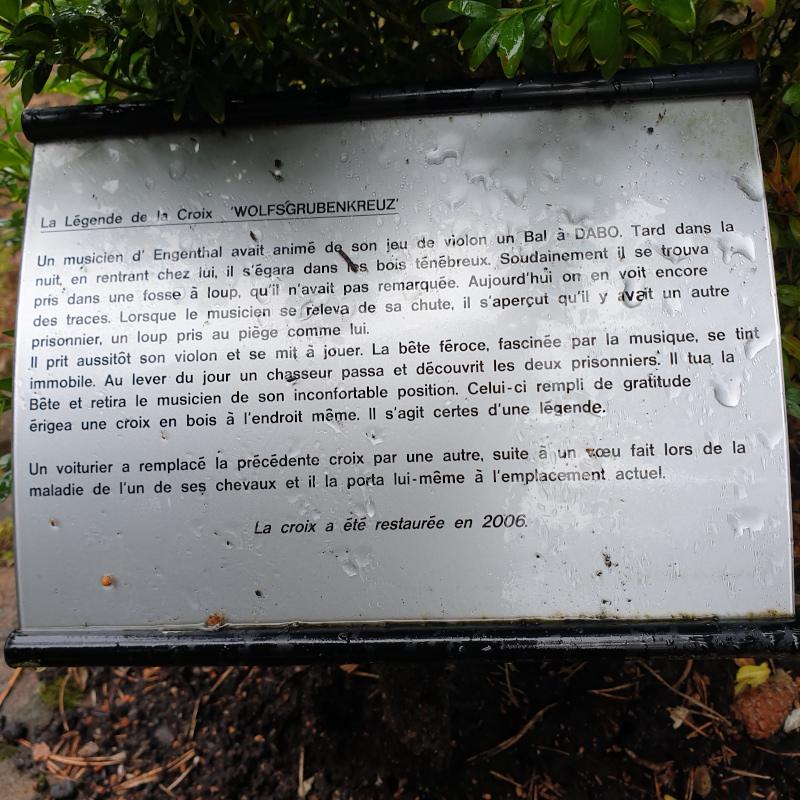 La Légende de la Croix 'WOLFSGRUBENKREUZ'
Un musicien d' Engenthal avait animé de son jeu de violon un Bal à DABO. Tard dans la
nuit, en rentrant chez lui, il s'égara dans les bois ténébreux. Soudainement il se trouva
pris dans une fosse à loup, qu'il n'avait pas remarquée. Aujourd'hui on en voit encore
des traces. Lorsque le musicien se releva de sa chute, il s'aperçut qu'il y avait un autre
prisonnier, un loup pris au piège comme lui.
Il prit aussitôt son violon et se mit à jouer. La bête féroce, fascinée par la musique, se tint
immobile. Au lever du jour un chasseur passa et découvrit les deux prisonniers. Il tua la
Bête et retira le musicien de son inconfortable position. Celui-ci rempli de gratitude
érigea une croix en bois à l'endroit même. Il s'agit certes d'une légende.
Un voiturier a remplacé la précédente croix par une autre, suite à un vœu fait lors de la
maladie de l'un de ses chevaux et il la porta lui-même à l'emplacement actuel.
La croix a été restaurée en 2006.